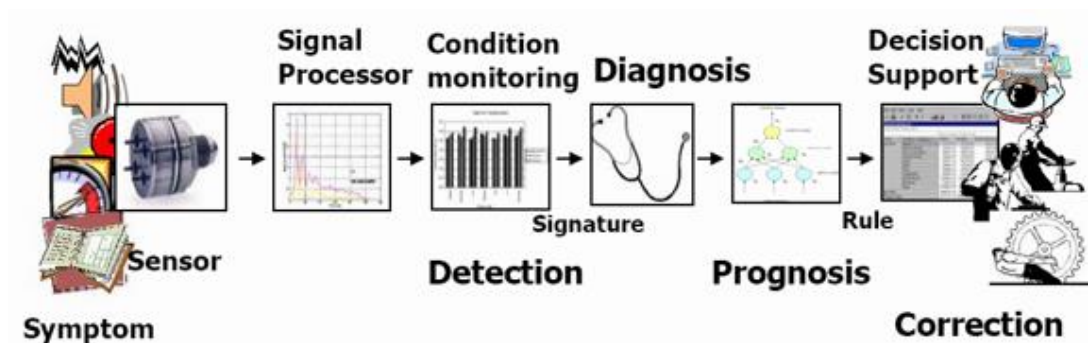 Signal
Processor
Condition
monitoring
Diagnosis
Decision
Support
Sensor
Signature
Rule
Detection
Prognosis
Symptom
Correction